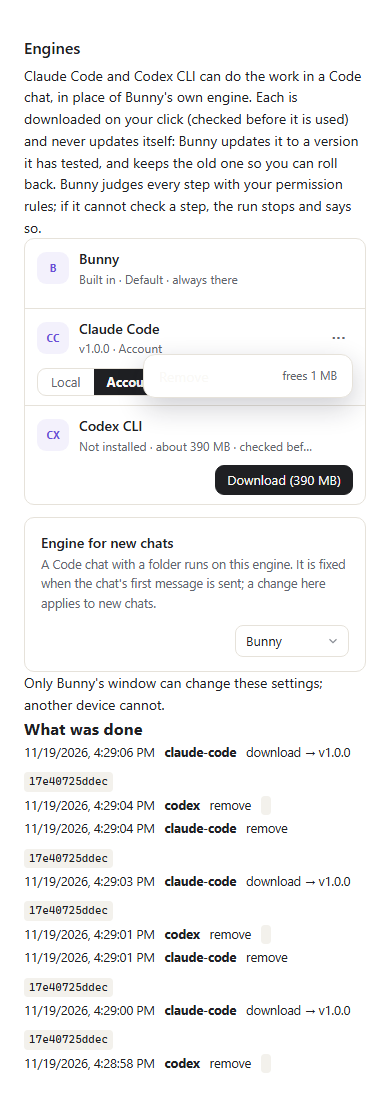 Engines
Claude Code and Codex CLI can do the work in a Code
chat, in place of Bunny's own engine. Each is
downloaded on your click (checked before it is used)
and never updates itself: Bunny updates it to a version
it has tested, and keeps the old one so you can roll
back. Bunny judges every step with your permission
rules; if it cannot check a step, the run stops and says
so.
B
Bunny
Built in · Default · always there
CC
Claude Code
v1.0.0 · Account
...
Local
Accou
Remove
frees 1 MB
CX
Codex CLI
Not installed · about 390 MB · checked bef...
Download (390 MB)
Engine for new chats
A Code chat with a folder runs on this engine. It is fixed
when the chat's first message is sent; a change here
applies to new chats.
Bunny
Only Bunny's window can change these settings;
another device cannot.
What was done
11/19/2026, 4:29:06 PM claude-code download → v1.0.0
17e40725ddec
11/19/2026, 4:29:04 PM codex remove
11/19/2026, 4:29:04 PM claude-code remove
17e40725ddec
11/19/2026, 4:29:03 PM claude-code download → v1.0.0
17e40725ddec
11/19/2026, 4:29:01 PM codex remove
11/19/2026, 4:29:01 PM claude-code remove
17e40725ddec
11/19/2026, 4:29:00 PM claude-code download → v1.0.0
17e40725ddec
11/19/2026, 4:28:58 PM codex remove